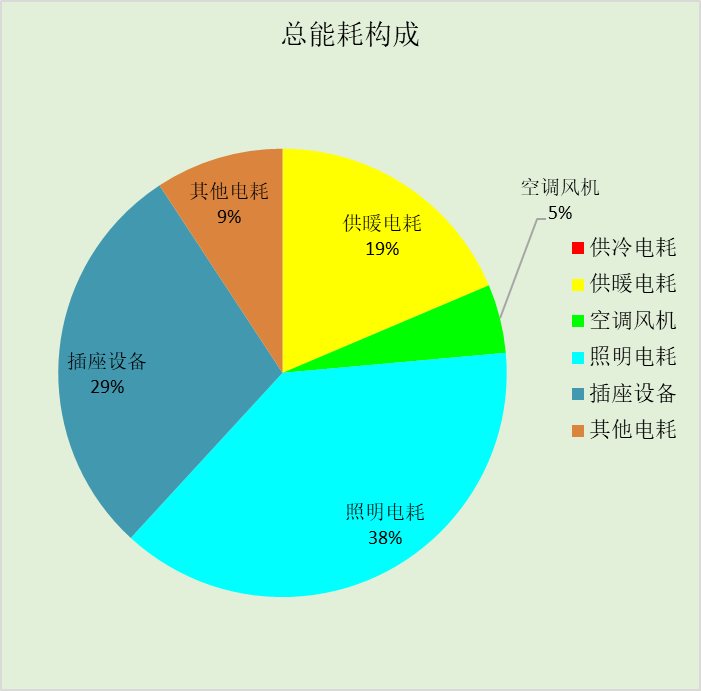 总能耗构成
其他电耗
9%
供暖电耗
19%
空调风机
5%
插座设备
29%
照明电耗
38%
供冷电耗
供暖电耗
空调风机
照明电耗
插座设备
其他电耗